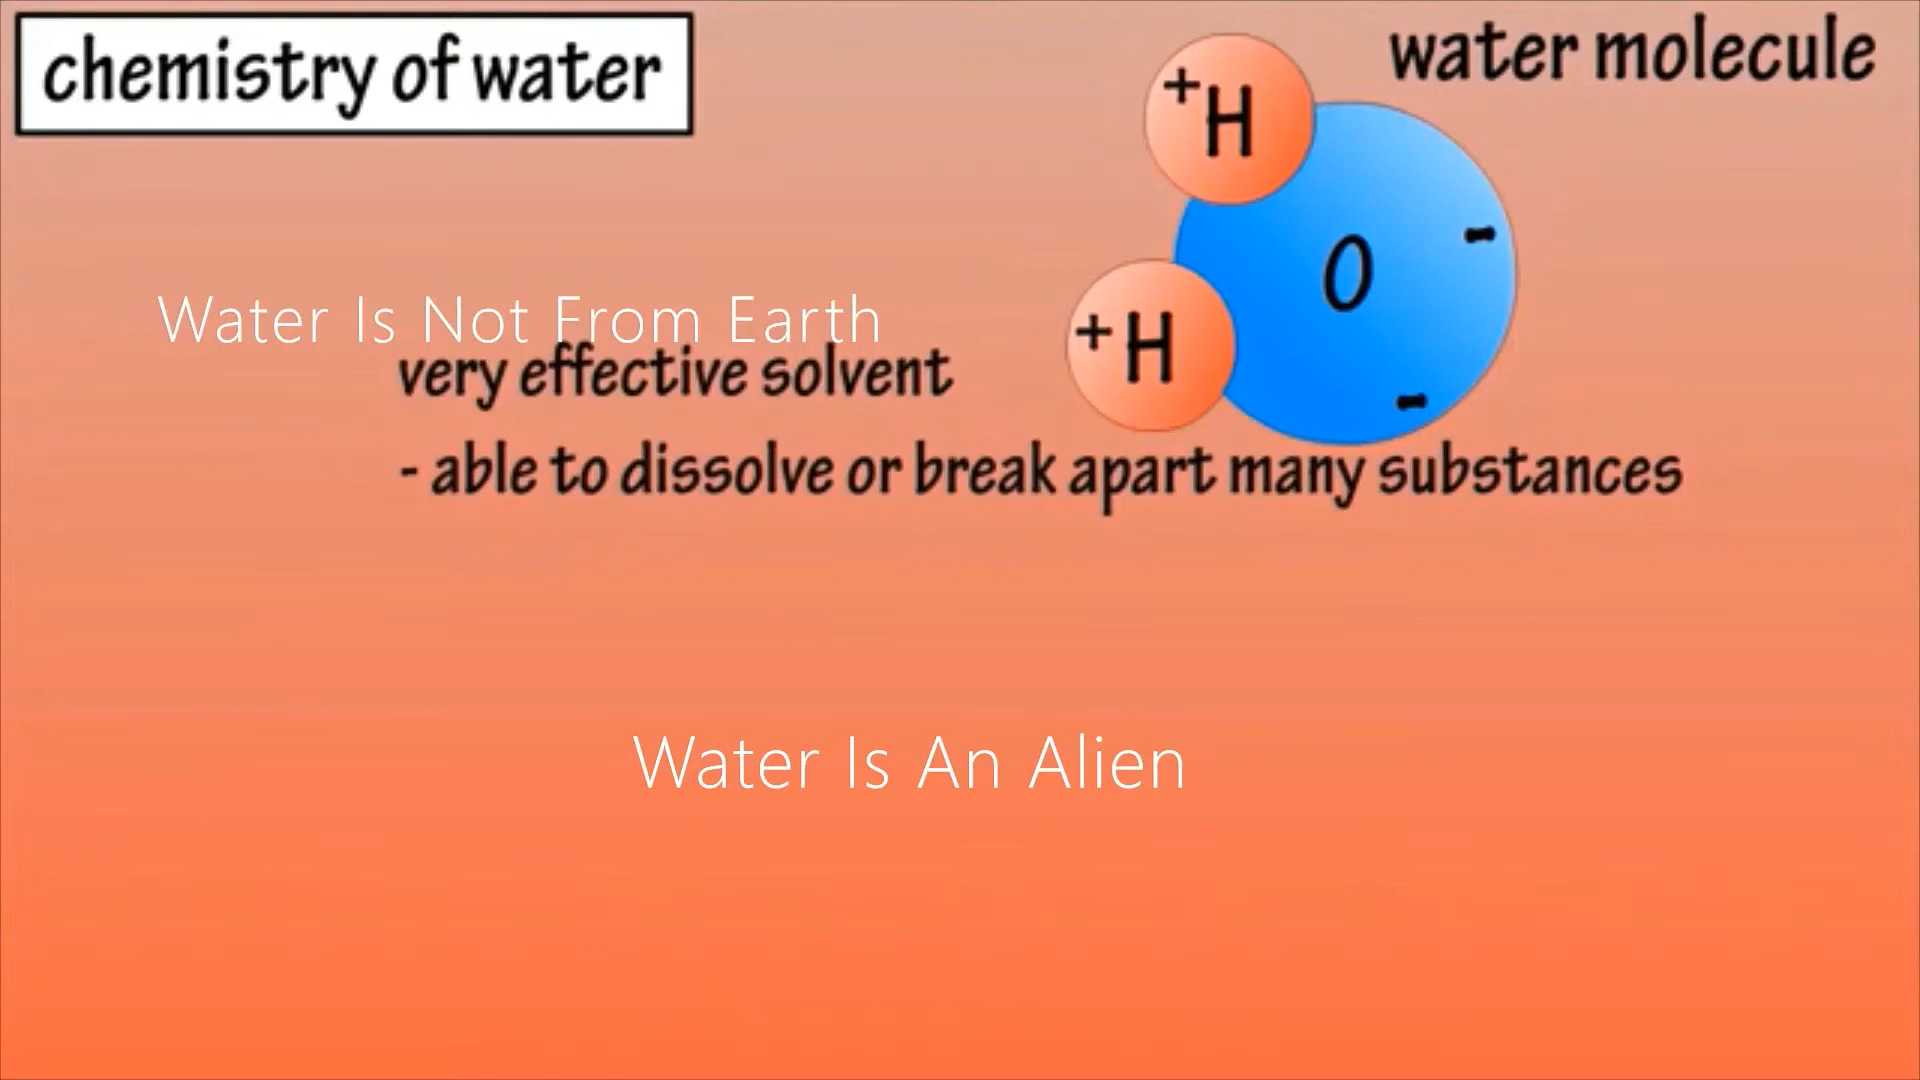 chemistry of water
water molecule
+H
+H
O
-
-
Water Is Not From Earth
very effective solvent
- able to dissolve or break apart many substances
Water Is An Alien